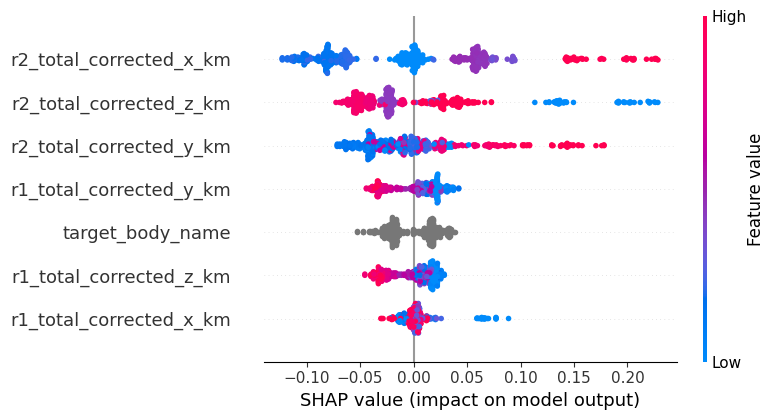 High
r2_total_corrected_x_km
r2_total_corrected_z_km
r2_total_corrected_y_km
r1_total_corrected_y_km
target_body_name
r1_total_corrected_z_km
r1_total_corrected_x_km
Feature value
Low
−0.10 −0.05 0.00 0.05 0.10 0.15 0.20
SHAP value (impact on model output)